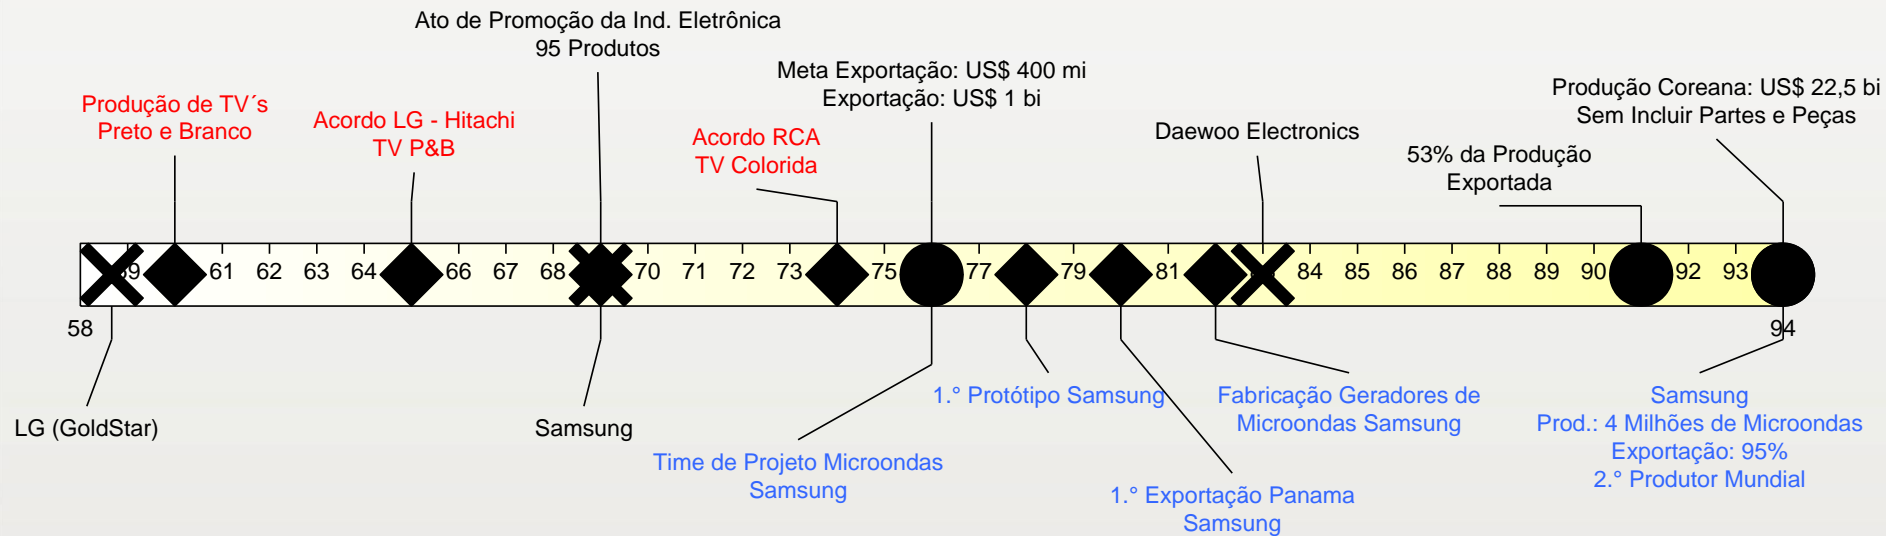 Ato de Promoção da Ind. Eletrônica
95 Produtos
Meta Exportação: US$ 400 mi
Exportação: US$ 1 bi
Produção Coreana: US$ 22,5 bi
Sem Incluir Partes e Peças
Produção de TV´s
Preto e Branco
Acordo LG - Hitachi
TV P&B
Acordo RCA
TV Colorida
Daewoo Electronics
53% da Produção
Exportada
61 62 63 64 66 67 68 70 71 72 73 75 77 79 81 84 85 86 87 88 89 90 92 93
58
94
LG (GoldStar)
Samsung
Time de Projeto Microondas
Samsung
1.° Protótipo Samsung
1.° Exportação Panama
Samsung
Fabricação Geradores de
Microondas Samsung
Samsung
Prod.: 4 Milhões de Microondas
Exportação: 95%
2.° Produtor Mundial